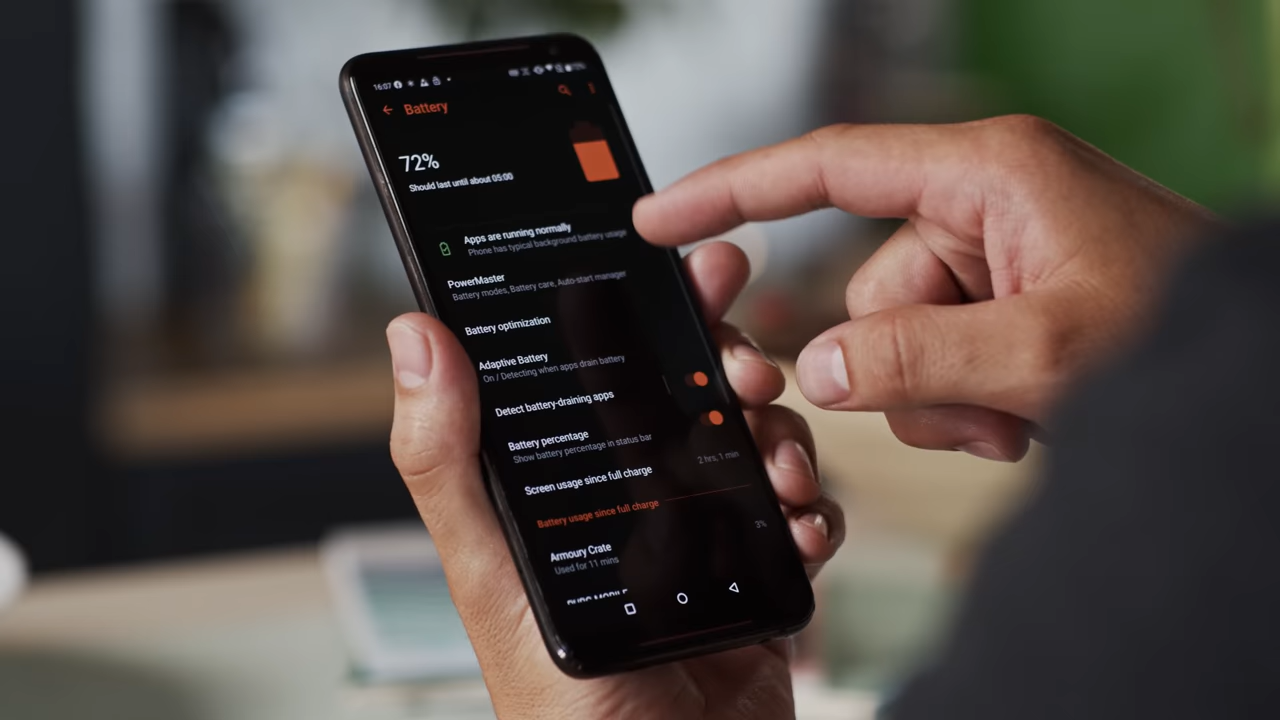 16:07
Battery
72%
Should last until about 05:00
Apps are running normally
Phone has typical background battery usage
PowerMaster
Battery modes, Battery care, Auto-start manager
Battery optimization
Adaptive Battery
On / Detecting when apps drain battery
Detect battery-draining apps
Battery percentage
Show battery percentage in status bar
Screen usage since full charge
2 hrs, 1 min
Battery usage since full charge
Armoury Crate
3%
Used for 11 mins
PUBG MOBILE